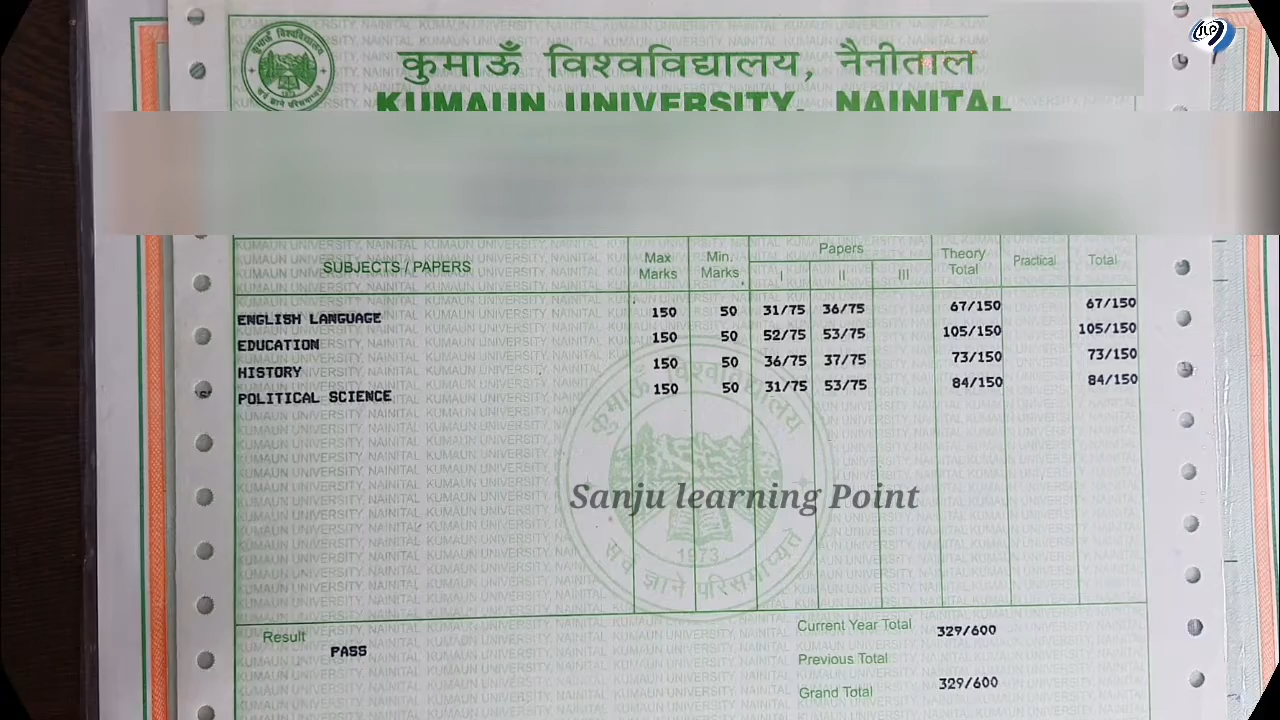 कुमाऊँ विश्वविद्यालय, नैनीताल
KUMAUN UNIVERSITY, NAINITAL
SUBJECTS / PAPERS Max Marks Min. Marks Papers I II III Theory Total Practical Total
ENGLISH LANGUAGE 150 50 31/75 36/75 67/150 67/150
EDUCATION 150 50 52/75 53/75 105/150 105/150
HISTORY 150 50 36/75 37/75 73/150 73/150
POLITICAL SCIENCE 150 50 31/75 53/75 84/150 84/150
कुमाऊँ विश्वविद्यालय
Sanju learning Point
1973
Result PASS
Current Year Total 329/600
Previous Total
Grand Total 329/600
SLP